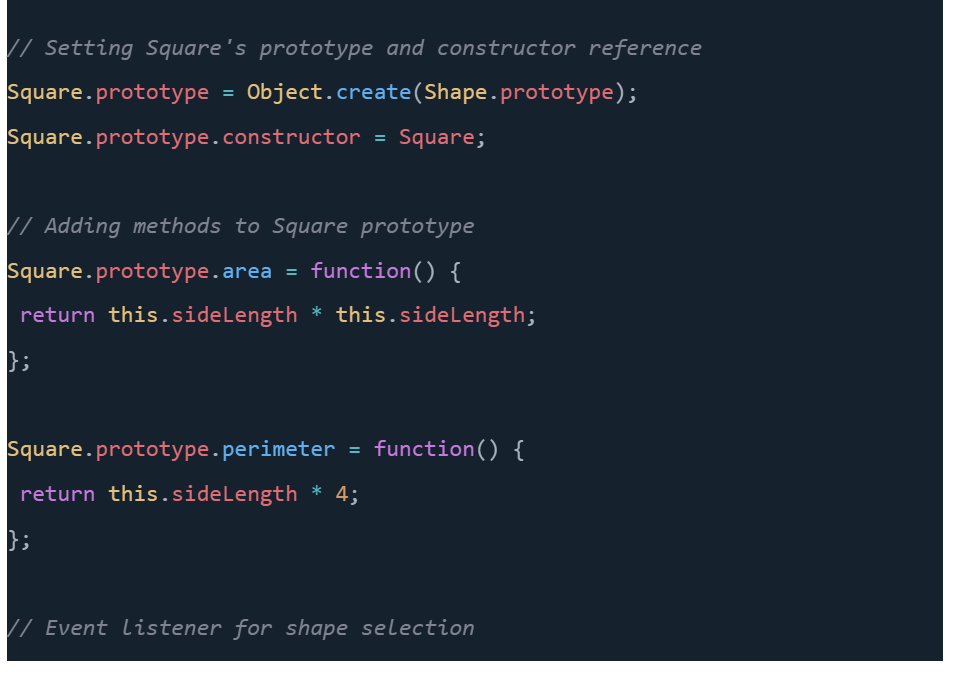 // Setting Square's prototype and constructor reference
Square.prototype = Object.create(Shape.prototype);
Square.prototype.constructor = Square;
// Adding methods to Square prototype
Square.prototype.area = function() {
 return this.sideLength * this.sideLength;
};
Square.prototype.perimeter = function() {
 return this.sideLength * 4;
};
// Event listener for shape selection